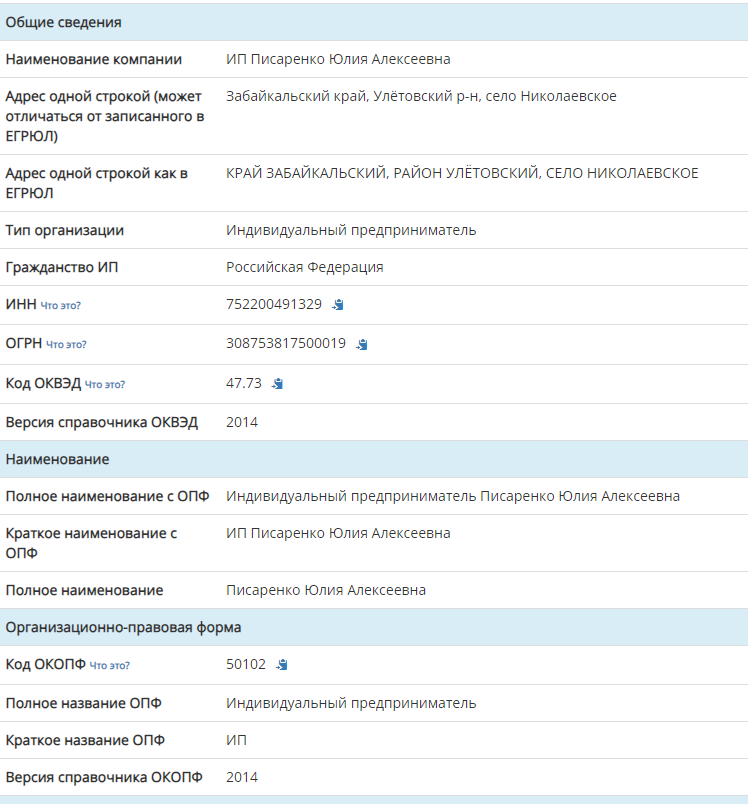 Общие сведения
Наименование компании ИП Писаренко Юлия Алексеевна
Адрес одной строкой (может Забайкальский край, Улётовский р-н, село Николаевское
отличаться от записанного в
ЕГРЮЛ)
Адрес одной строкой как в КРАЙ ЗАБАЙКАЛЬСКИЙ, РАЙОН УЛЁТОВСКИЙ, СЕЛО НИКОЛАЕВСКОЕ
ЕГРЮЛ
Тип организации Индивидуальный предприниматель
Гражданство ИП Российская Федерация
ИНН Что это? 752200491329
ОГРН Что это? 308753817500019
Код ОКВЭД Что это? 47.73
Версия справочника ОКВЭД 2014
Наименование
Полное наименование с ОПФ Индивидуальный предприниматель Писаренко Юлия Алексеевна
Краткое наименование с ИП Писаренко Юлия Алексеевна
ОПФ
Полное наименование Писаренко Юлия Алексеевна
Организационно-правовая форма
Код ОКОПФ Что это? 50102
Полное название ОПФ Индивидуальный предприниматель
Краткое название ОПФ ИП
Версия справочника ОКОПФ 2014